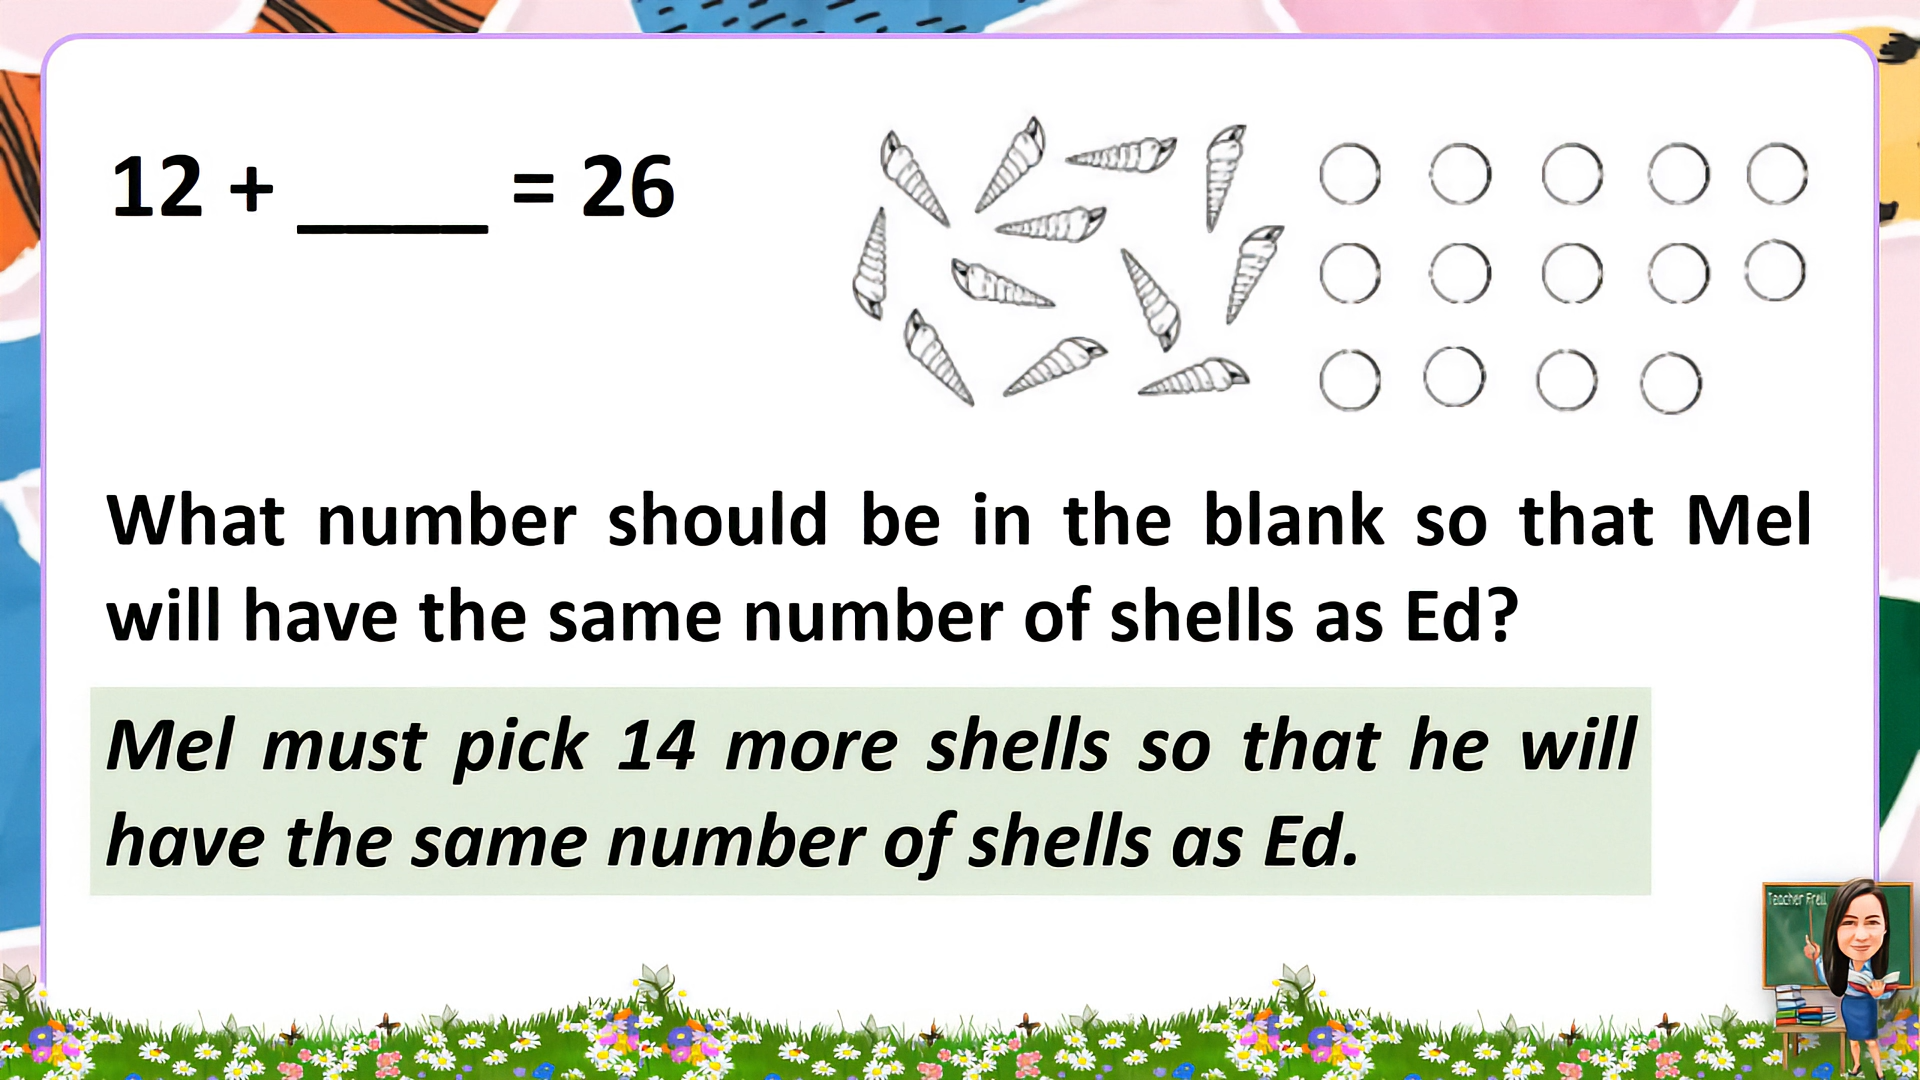 12 + ____ = 26
What number should be in the blank so that Mel
will have the same number of shells as Ed?
Mel must pick 14 more shells so that he will
have the same number of shells as Ed.
Teacher Frell